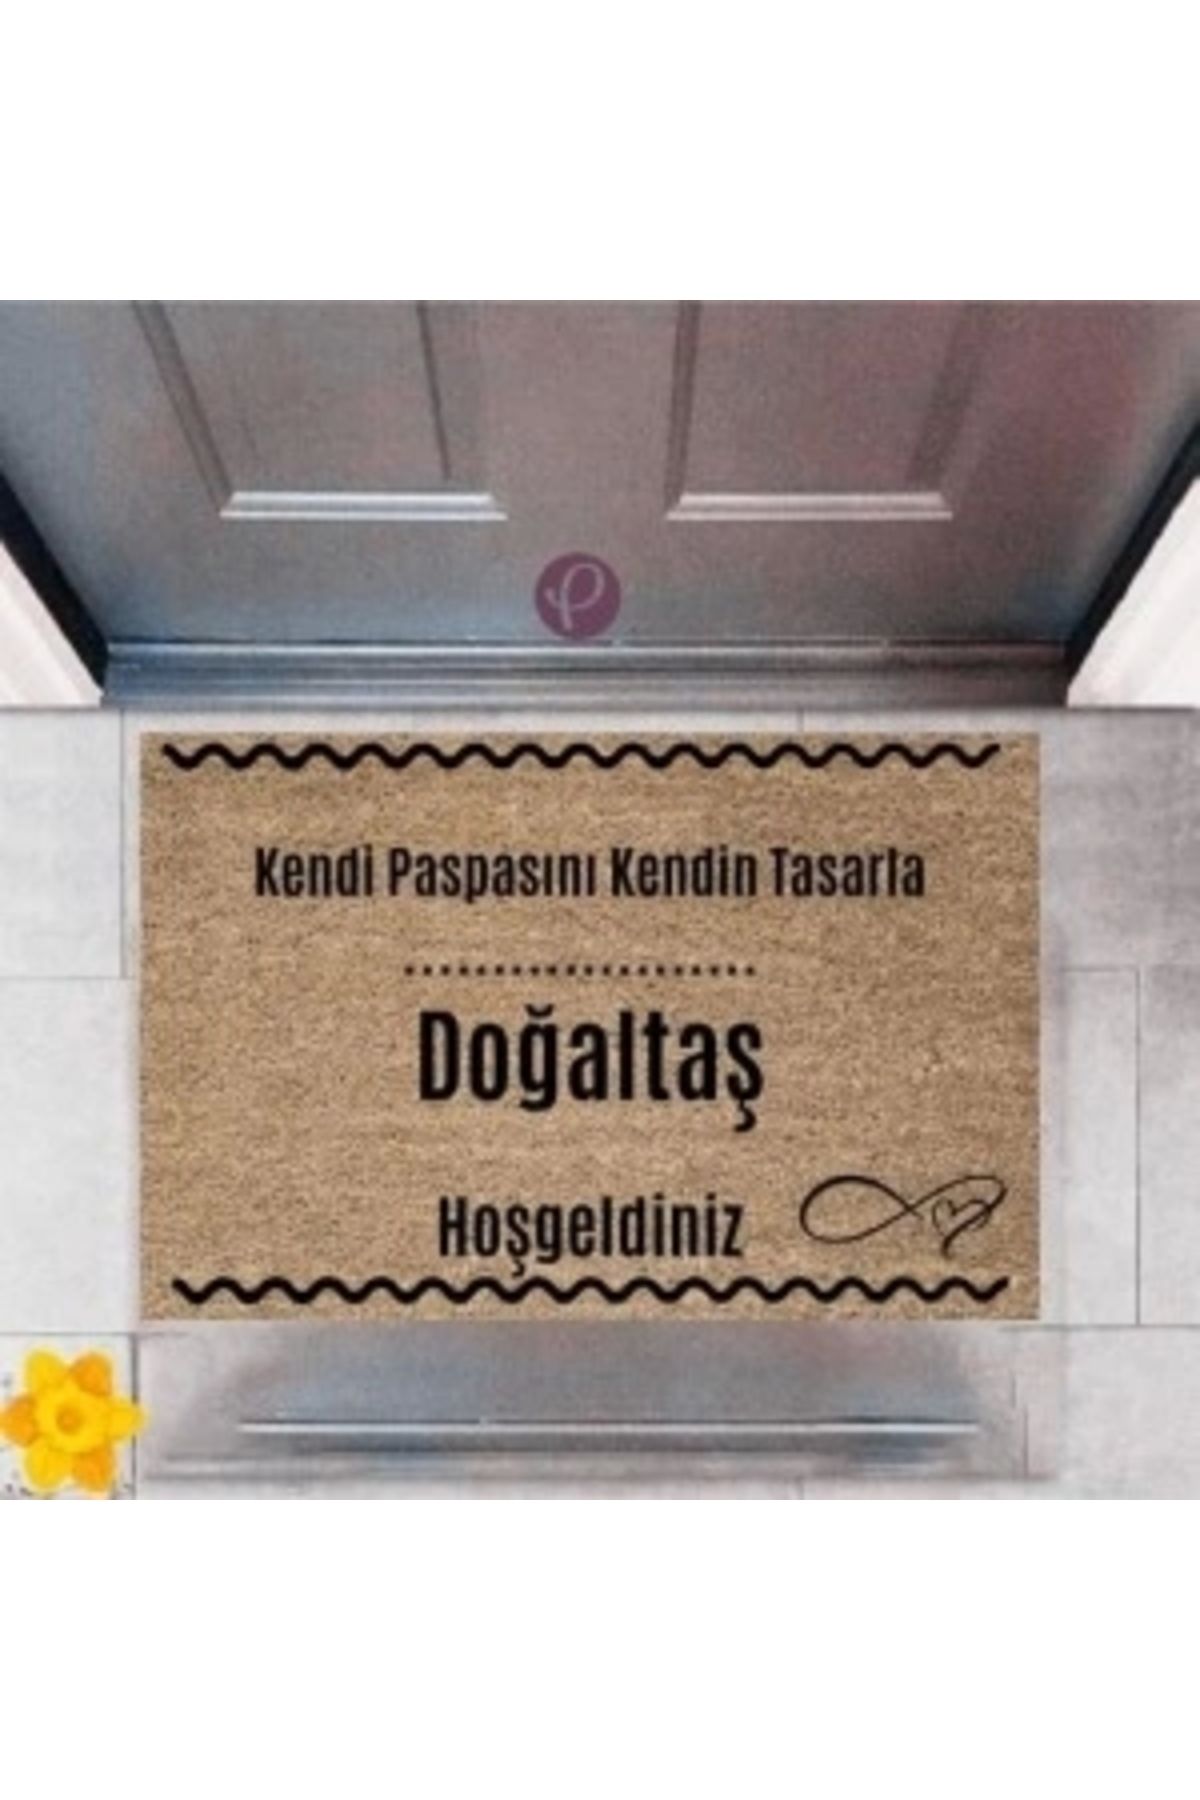 P
Kendi Paspasını Kendin Tasarla
....................
Doğaltaş
Hoşgeldiniz